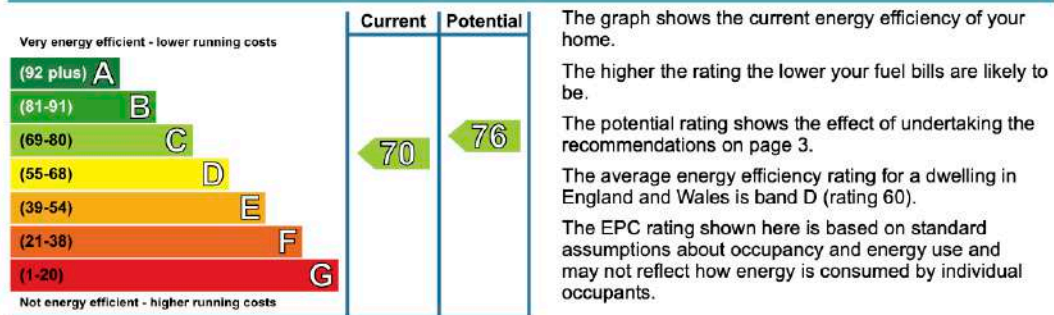 Current Potential
Very energy efficient - lower running costs
(92 plus) A
(81-91) B
(69-80) C
(55-68) D
(39-54) E
(21-38) F
(1-20) G
Not energy efficient - higher running costs
70
76
The graph shows the current energy efficiency of your
home.
The higher the rating the lower your fuel bills are likely to
be.
The potential rating shows the effect of undertaking the
recommendations on page 3.
The average energy efficiency rating for a dwelling in
England and Wales is band D (rating 60).
The EPC rating shown here is based on standard
assumptions about occupancy and energy use and
may not reflect how energy is consumed by individual
occupants.